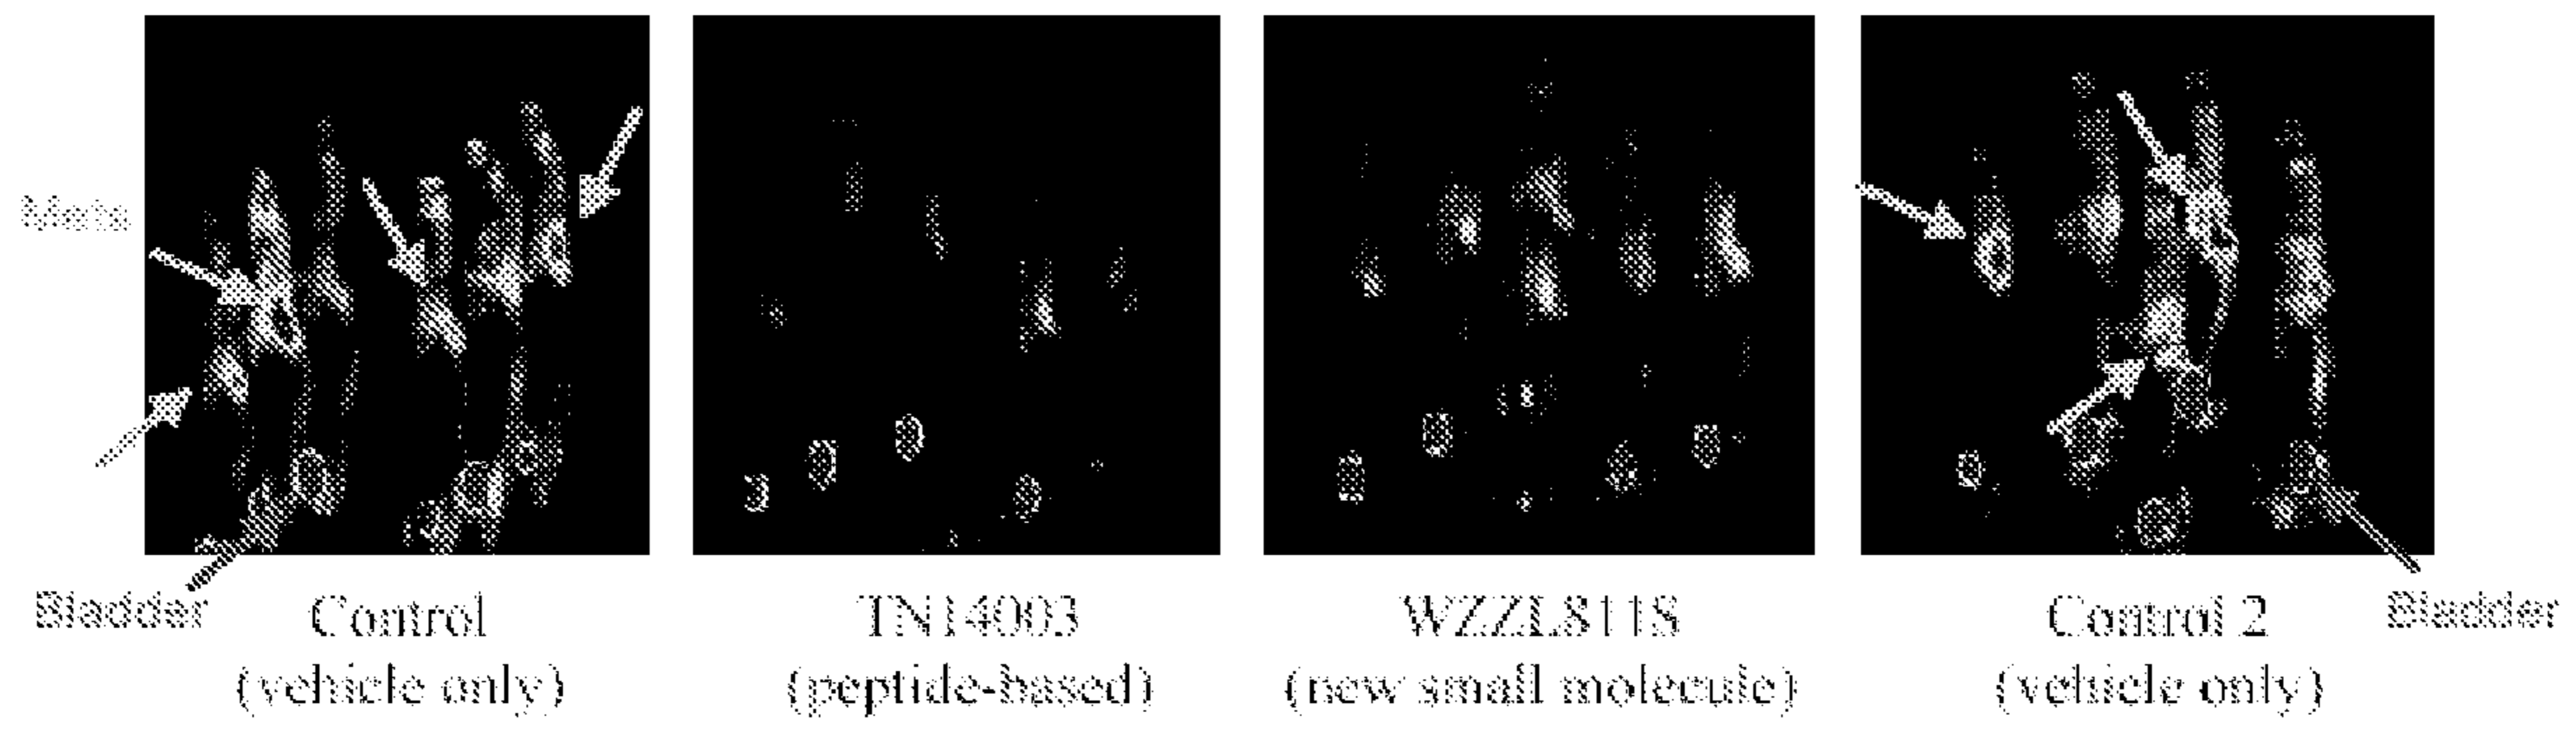 Mets
Bladder
Control
(vehicle only)
TN14003
(peptide-based)
WZZL811S
(new small molecule)
Control 2
(vehicle only)
Bladder